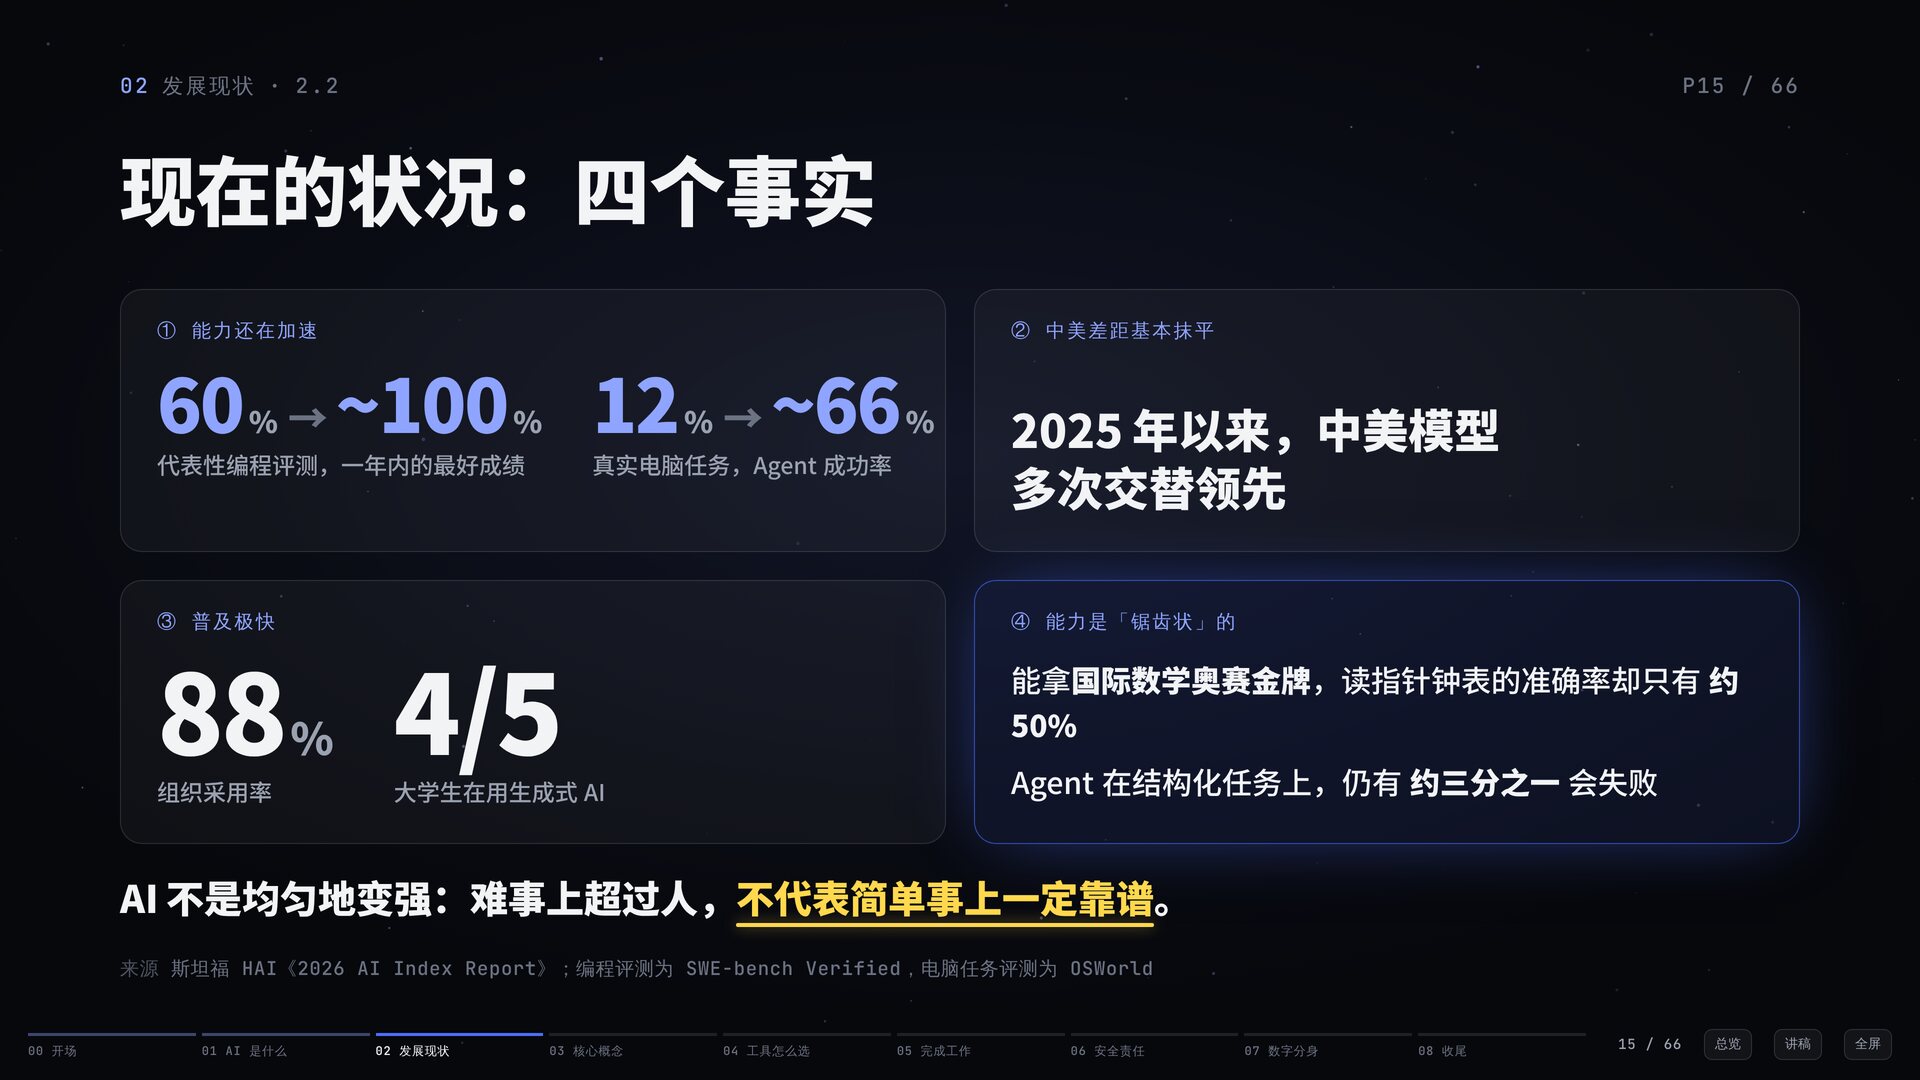 02 发展现状 · 2.2
P15 / 66
现在的状况：四个事实
① 能力还在加速
60% → ~100%
代表性编程评测，一年内的最好成绩
12% → ~66%
真实电脑任务，Agent 成功率
② 中美差距基本抹平
2025 年以来，中美模型
多次交替领先
③ 普及极快
88%
组织采用率
4/5
大学生在用生成式 AI
④ 能力是「锯齿状」的
能拿国际数学奥赛金牌，读指针钟表的准确率却只有 约
50%
Agent 在结构化任务上，仍有 约三分之一 会失败
AI 不是均匀地变强：难事上超过人，不代表简单事上一定靠谱。
来源 斯坦福 HAI《2026 AI Index Report》；编程评测为 SWE-bench Verified，电脑任务评测为 OSWorld
00 开场
01 AI 是什么
02 发展现状
03 核心概念
04 工具怎么选
05 完成工作
06 安全责任
07 数字分身
08 收尾
15 / 66
总览
讲稿
全屏